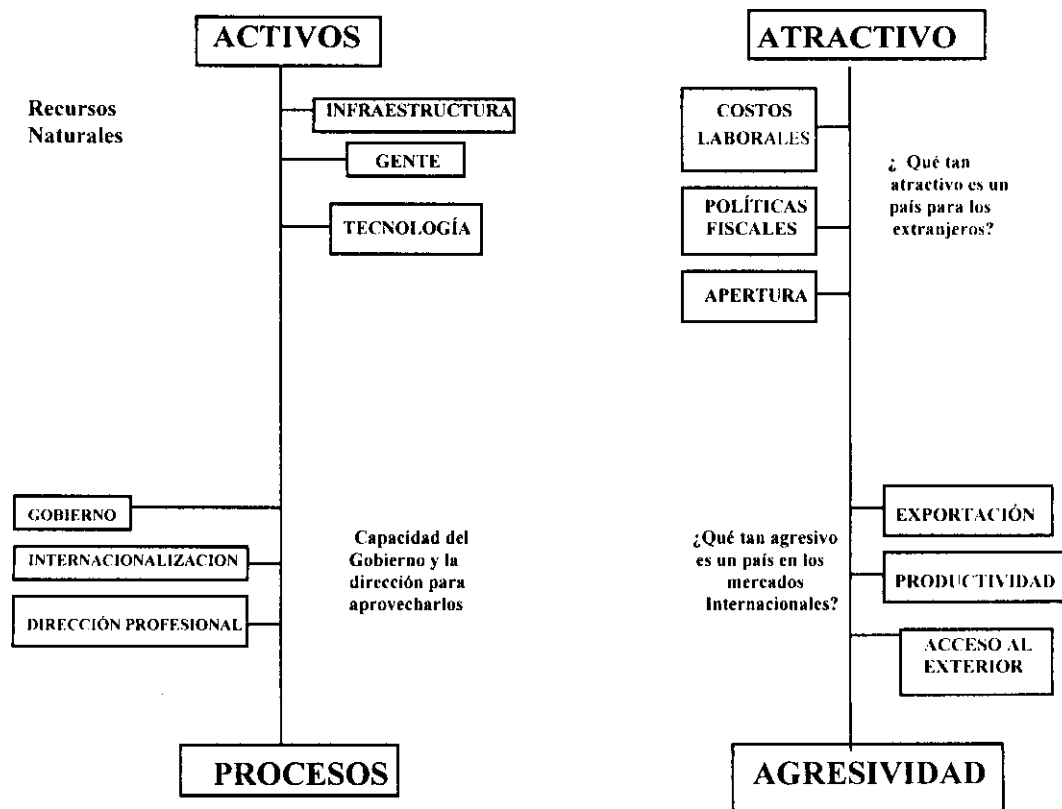 ACTIVOS
Recursos
Naturales
INFRAESTRUCTURA
GENTE
TECNOLOGÍA
GOBIERNO
INTERNACIONALIZACION
DIRECCIÓN PROFESIONAL
Capacidad del
Gobierno y la
dirección para
aprovecharlos
PROCESOS
ATRACTIVO
COSTOS
LABORALES
POLÍTICAS
FISCALES
APERTURA
¿ Qué tan
atractivo es un
país para los
extranjeros?
¿Qué tan agresivo
es un país en los
mercados
Internacionales?
EXPORTACIÓN
PRODUCTIVIDAD
ACCESO AL
EXTERIOR
AGRESIVIDAD